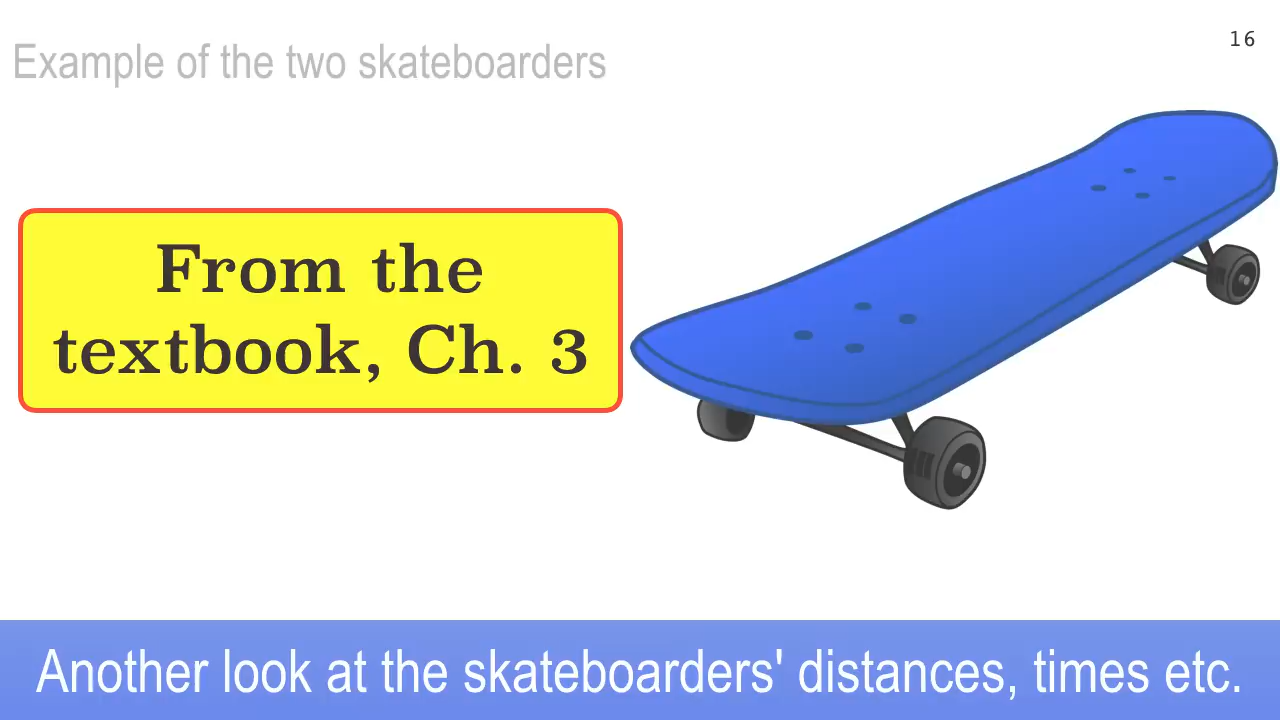 Example of the two skateboarders
16
From the
textbook, Ch. 3
Another look at the skateboarders' distances, times etc.